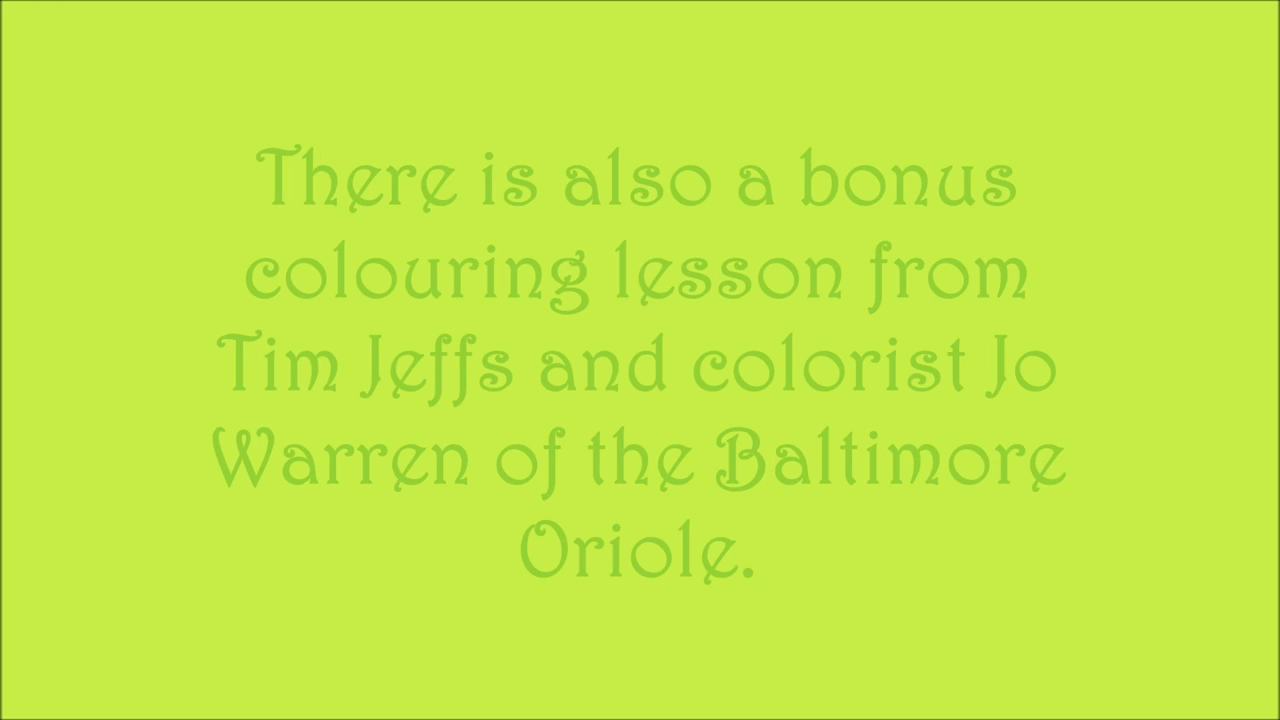 There is also a bonus
colouring lesson from
Tim Jeffs and colorist Jo
Warren of the Baltimore
Oriole.